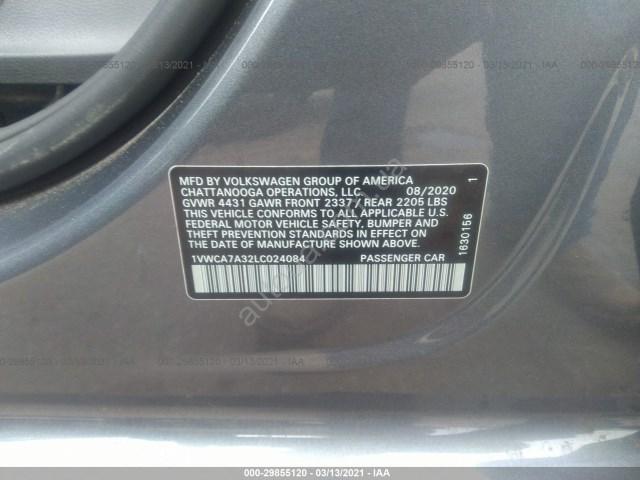 MFD BY VOLKSWAGEN GROUP OF AMERICA
CHATTANOOGA OPERATIONS, LLC 08/2020
GVWR 4431 GAWR FRONT 2337 / REAR 2205 LBS
THIS VEHICLE CONFORMS TO ALL APPLICABLE U.S.
FEDERAL MOTOR VEHICLE SAFETY, BUMPER AND
THEFT PREVENTION STANDARDS IN EFFECT ON THE
DATE OF MANUFACTURE SHOWN ABOVE
1VWCA7A32LC024084 PASSENGER CAR
1630156
1
000-29855120 - 03/13/2021 - IAA